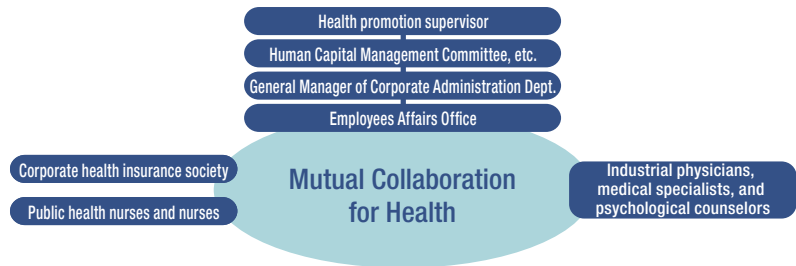 Health promotion supervisor
Human Capital Management Committee, etc.
General Manager of Corporate Administration Dept.
Employees Affairs Office
Corporate health insurance society
Public health nurses and nurses
Mutual Collaboration
for Health
Industrial physicians,
medical specialists, and
psychological counselors